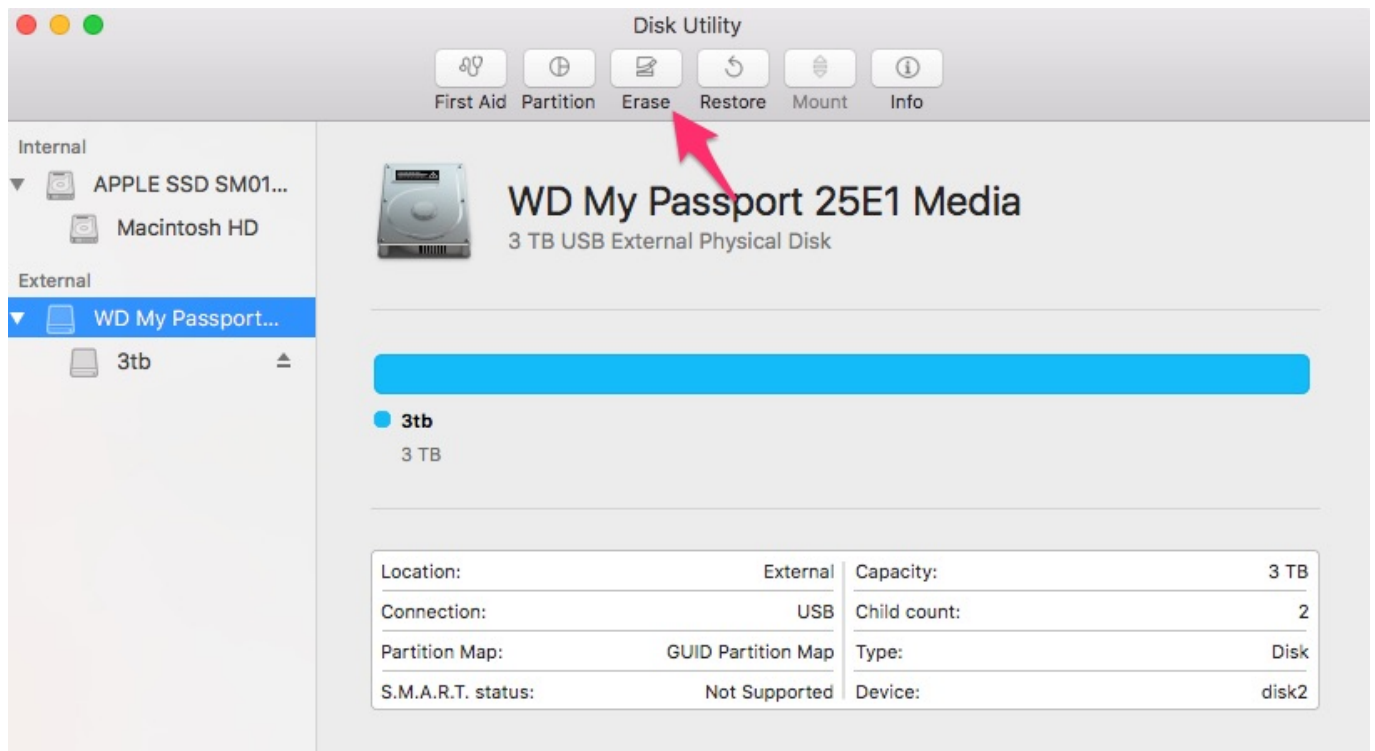 Disk Utility
First Aid Partition Erase Restore Mount Info
Internal
APPLE SSD SM01...
Macintosh HD
External
WD My Passport...
3tb
WD My Passport 25E1 Media
3 TB USB External Physical Disk
3tb
3 TB
Location: External Capacity: 3 TB
Connection: USB Child count: 2
Partition Map: GUID Partition Map Type: Disk
S.M.A.R.T. status: Not Supported Device: disk2